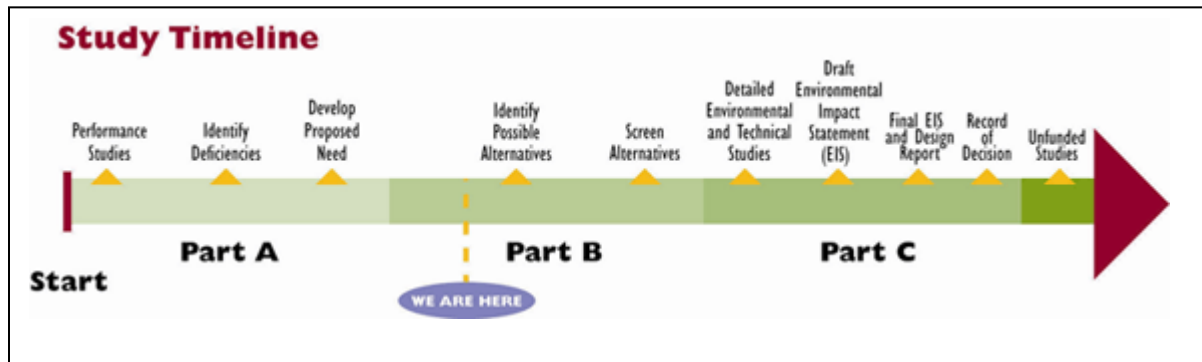 Study Timeline
Performance
Studies
Identify
Deficiencies
Develop
Proposed
Need
Identify
Possible
Alternatives
Screen
Alternatives
Detailed
Environmental
and Technical
Studies
Draft
Environmental
Impact
Statement
(EIS)
Final EIS
and Design
Report
Record
of
Decision
Unfunded
Studies
Part A
Part B
Part C
Start
WE ARE HERE